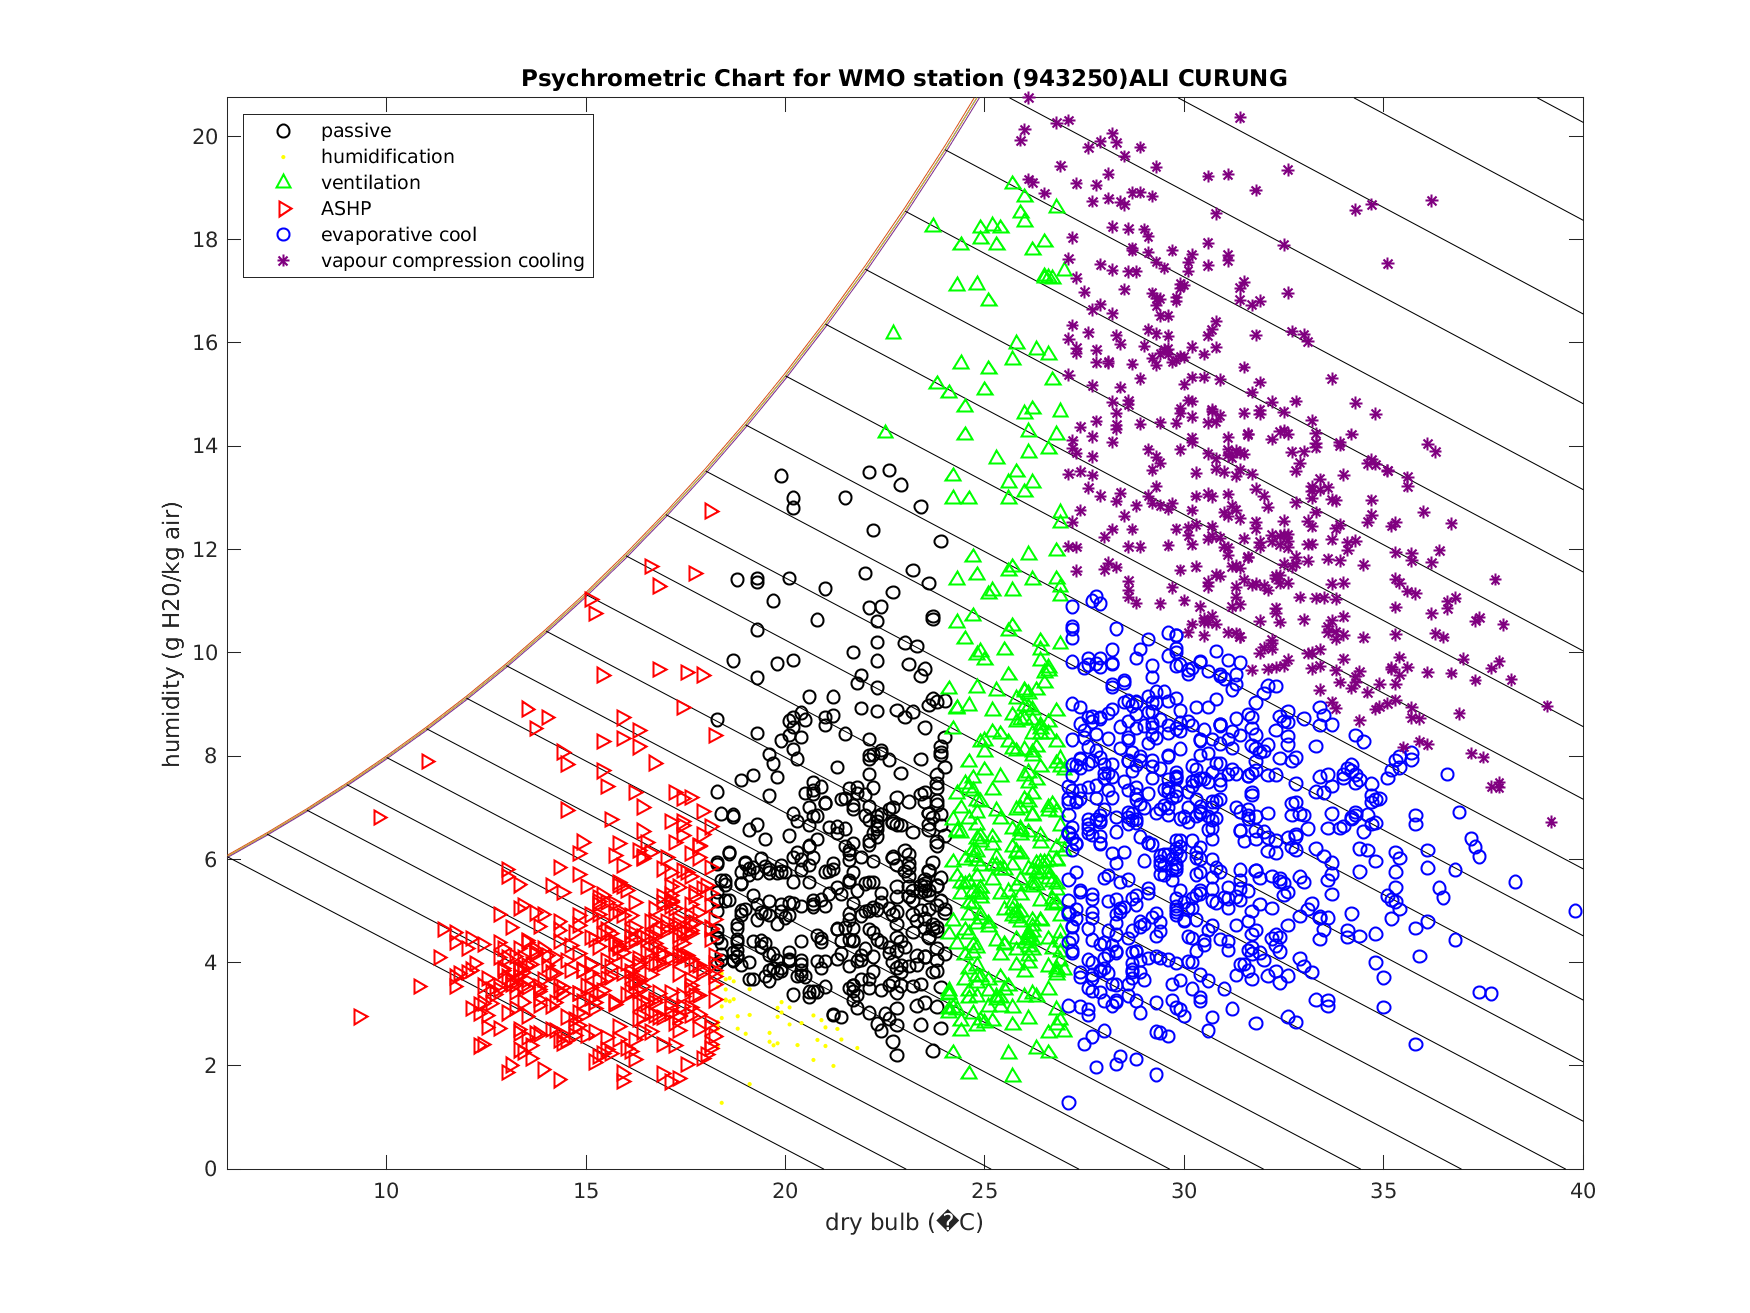 Psychrometric Chart for WMO station (943250)ALI CURUNG
passive
humidification
ventilation
ASHP
evaporative cool
vapour compression cooling
humidity (g H20/kg air)
20
18
16
14
12
10
8
6
4
2
0
10 15 20 25 30 35 40
dry bulb (�C)